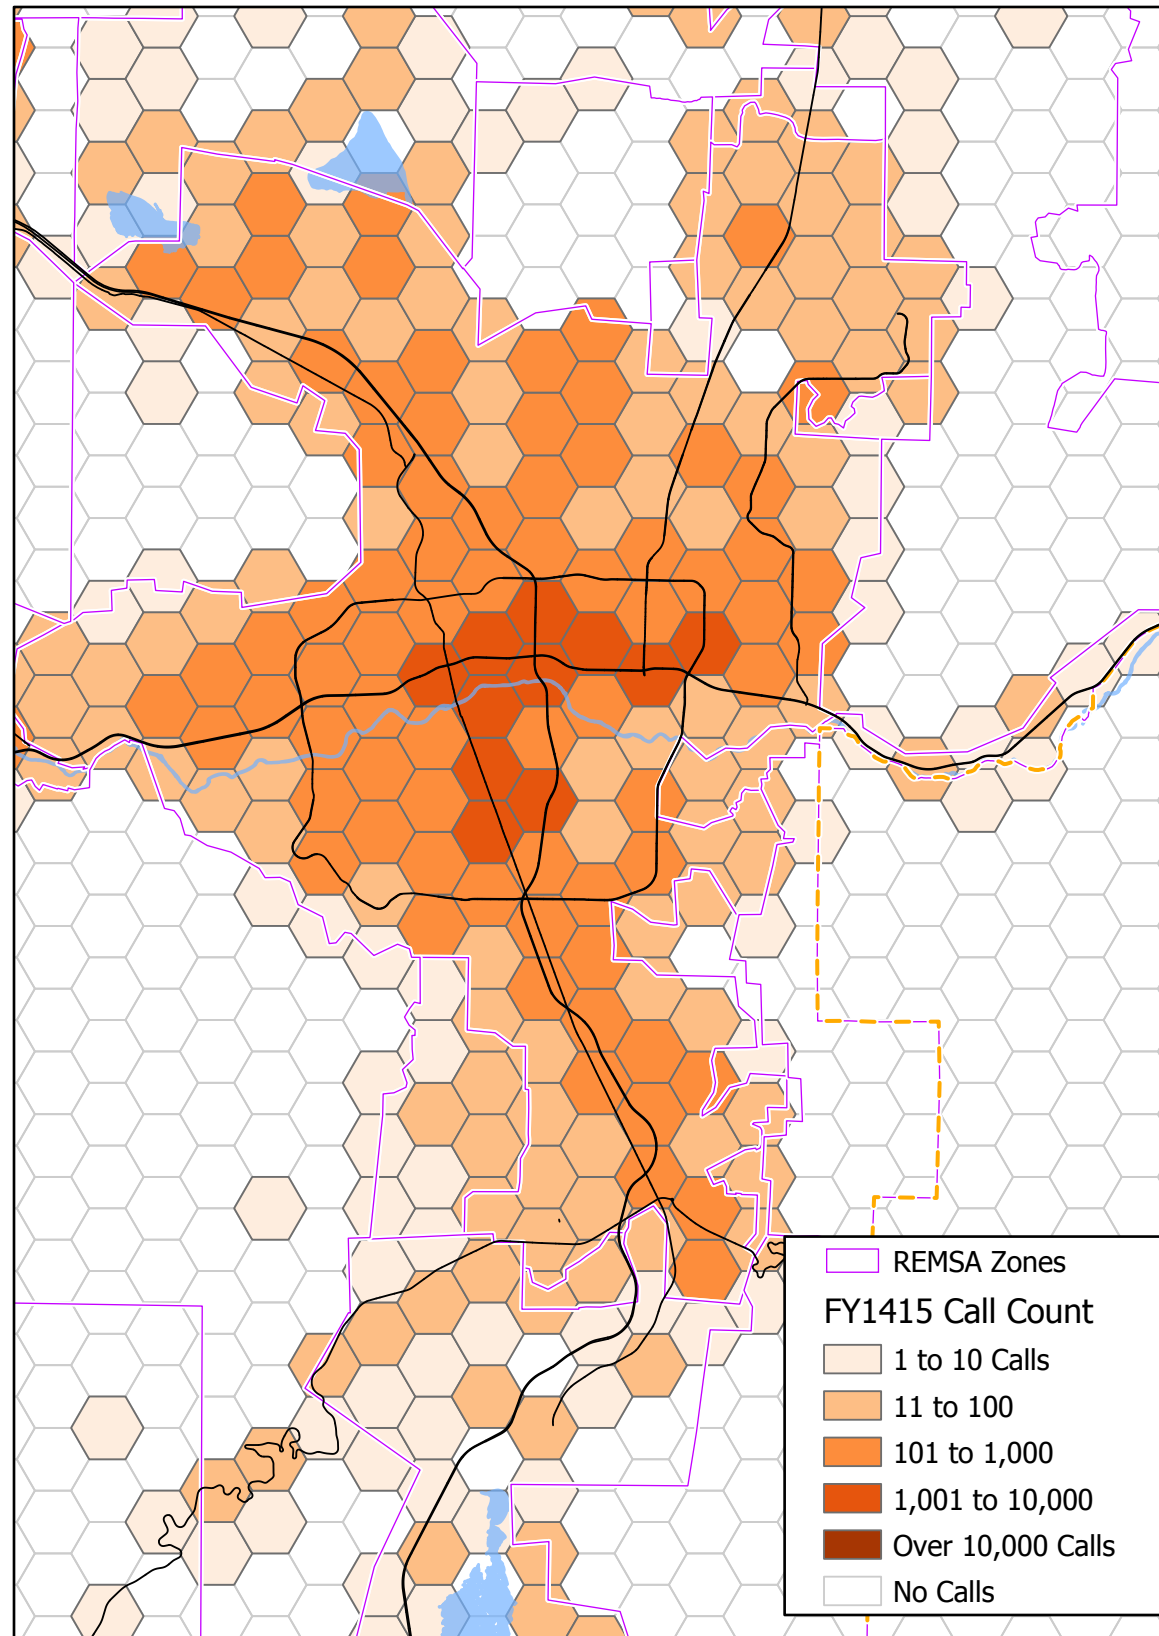 REMSA Zones
FY1415 Call Count
1 to 10 Calls
11 to 100
101 to 1,000
1,001 to 10,000
Over 10,000 Calls
No Calls